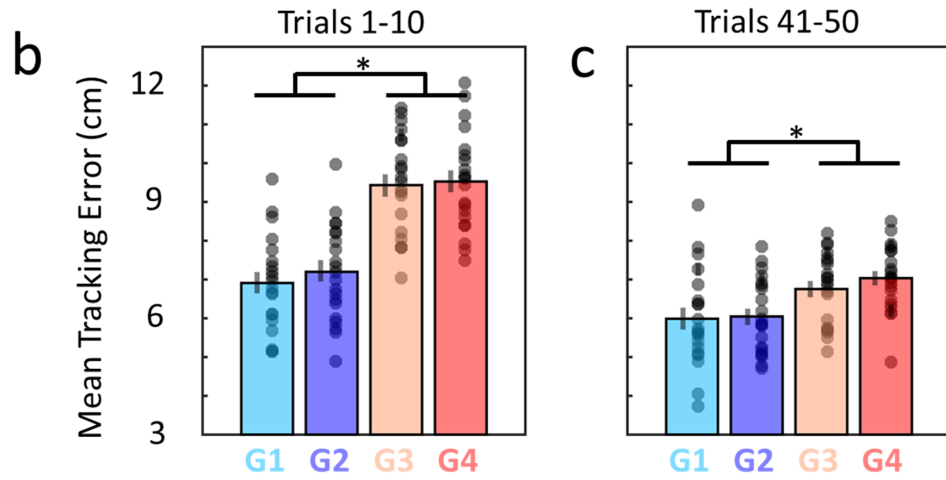 b
Trials 1-10
Mean Tracking Error (cm)
12
9
6
3
*
G1 G2 G3 G4
c
Trials 41-50
*
G1 G2 G3 G4